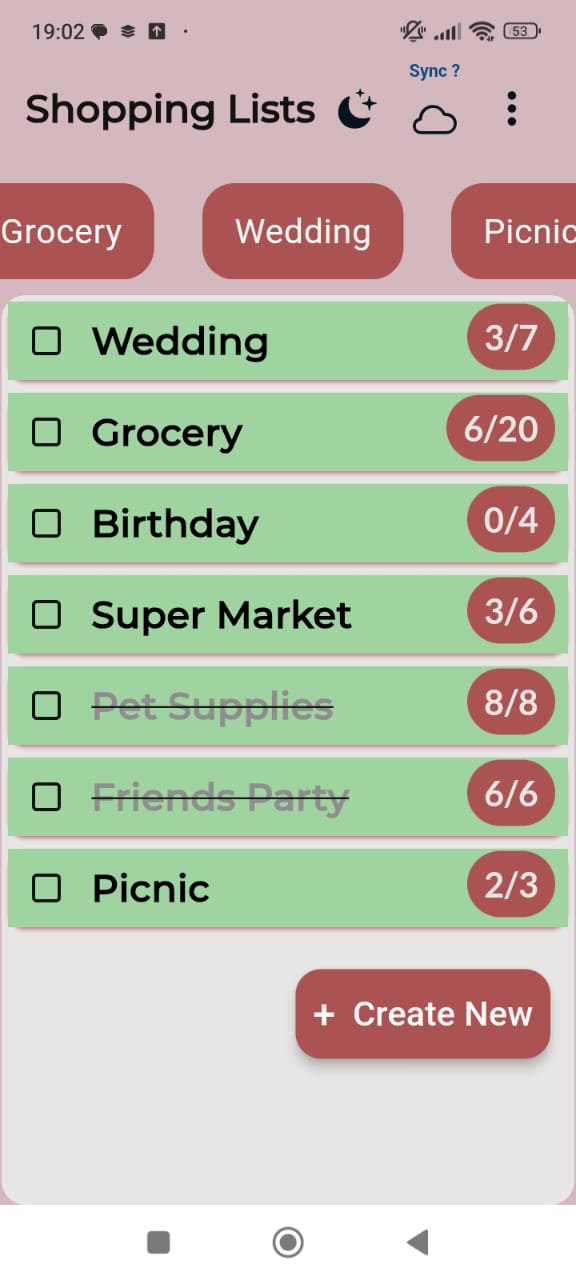 19:02
53
Sync ?
Shopping Lists
Grocery Wedding Picnic
Wedding 3/7
Grocery 6/20
Birthday 0/4
Super Market 3/6
Pet Supplies 8/8
Friends Party 6/6
Picnic 2/3
+ Create New